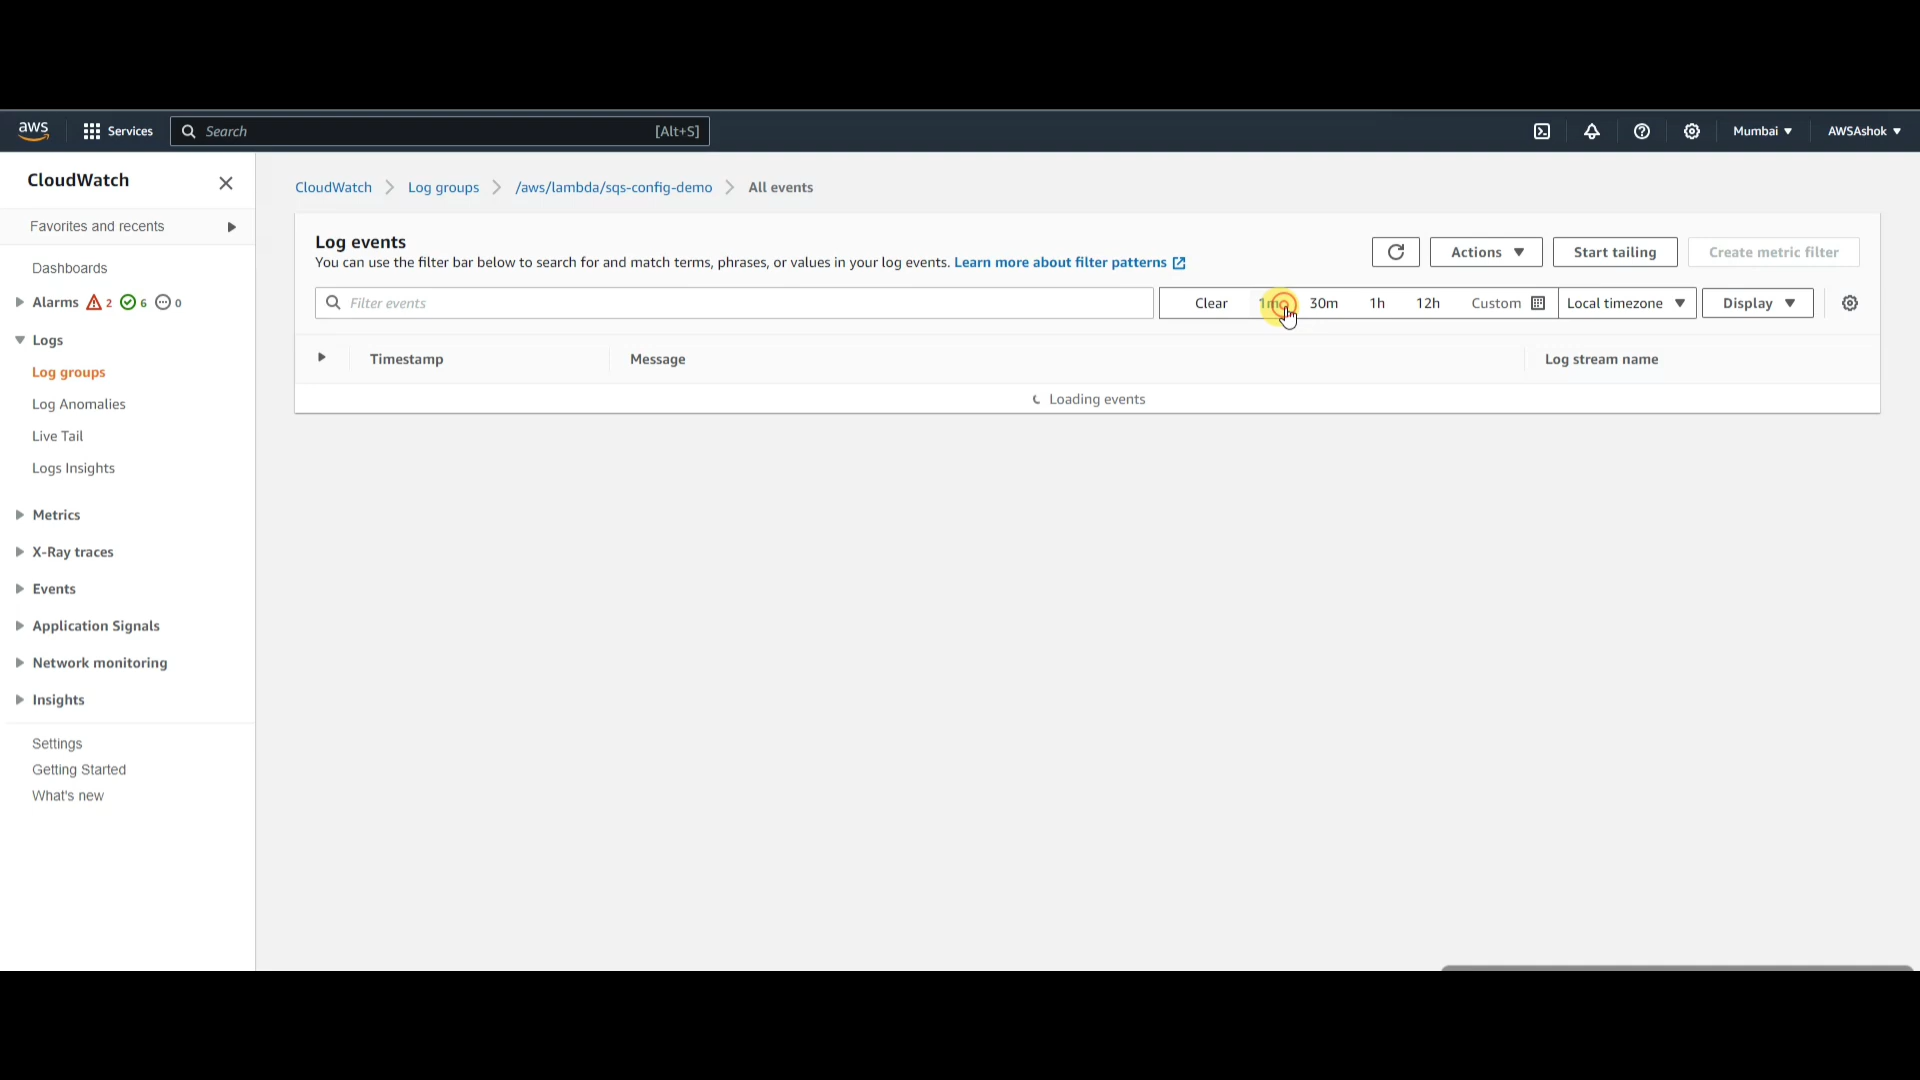 aws
Services
Search
[Alt+S]
Mumbai
AWSAshok
CloudWatch
Favorites and recents
Dashboards
Alarms 2 6 0
Logs
Log groups
Log Anomalies
Live Tail
Logs Insights
Metrics
X-Ray traces
Events
Application Signals
Network monitoring
Insights
Settings
Getting Started
What's new
CloudWatch
Log groups
/aws/lambda/sqs-config-demo
All events
Log events
You can use the filter bar below to search for and match terms, phrases, or values in your log events. Learn more about filter patterns
Actions
Start tailing
Create metric filter
Filter events
Clear
1m
30m
1h
12h
Custom
Local timezone
Display
Timestamp
Message
Log stream name
Loading events